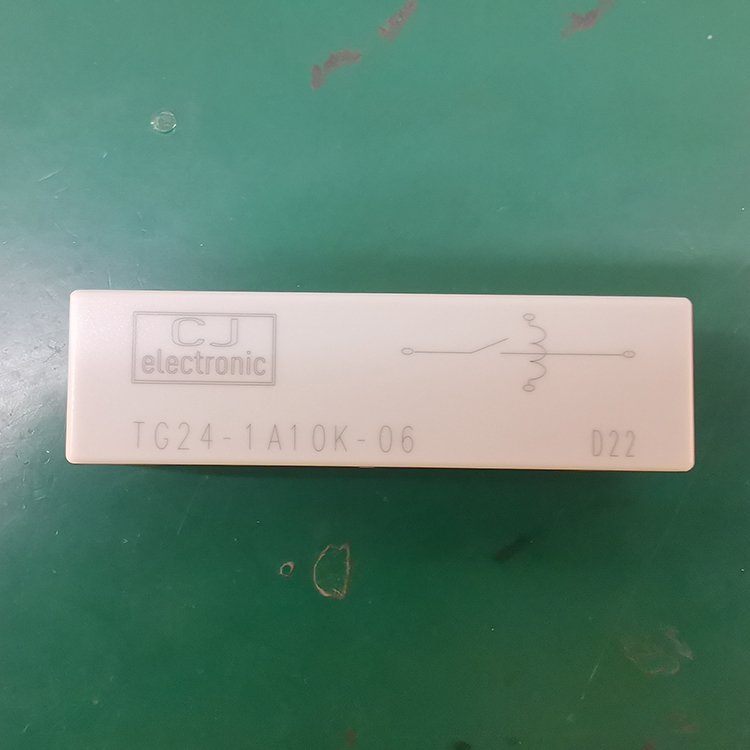 CJ
electronic
TG24-1A10K-06
D22